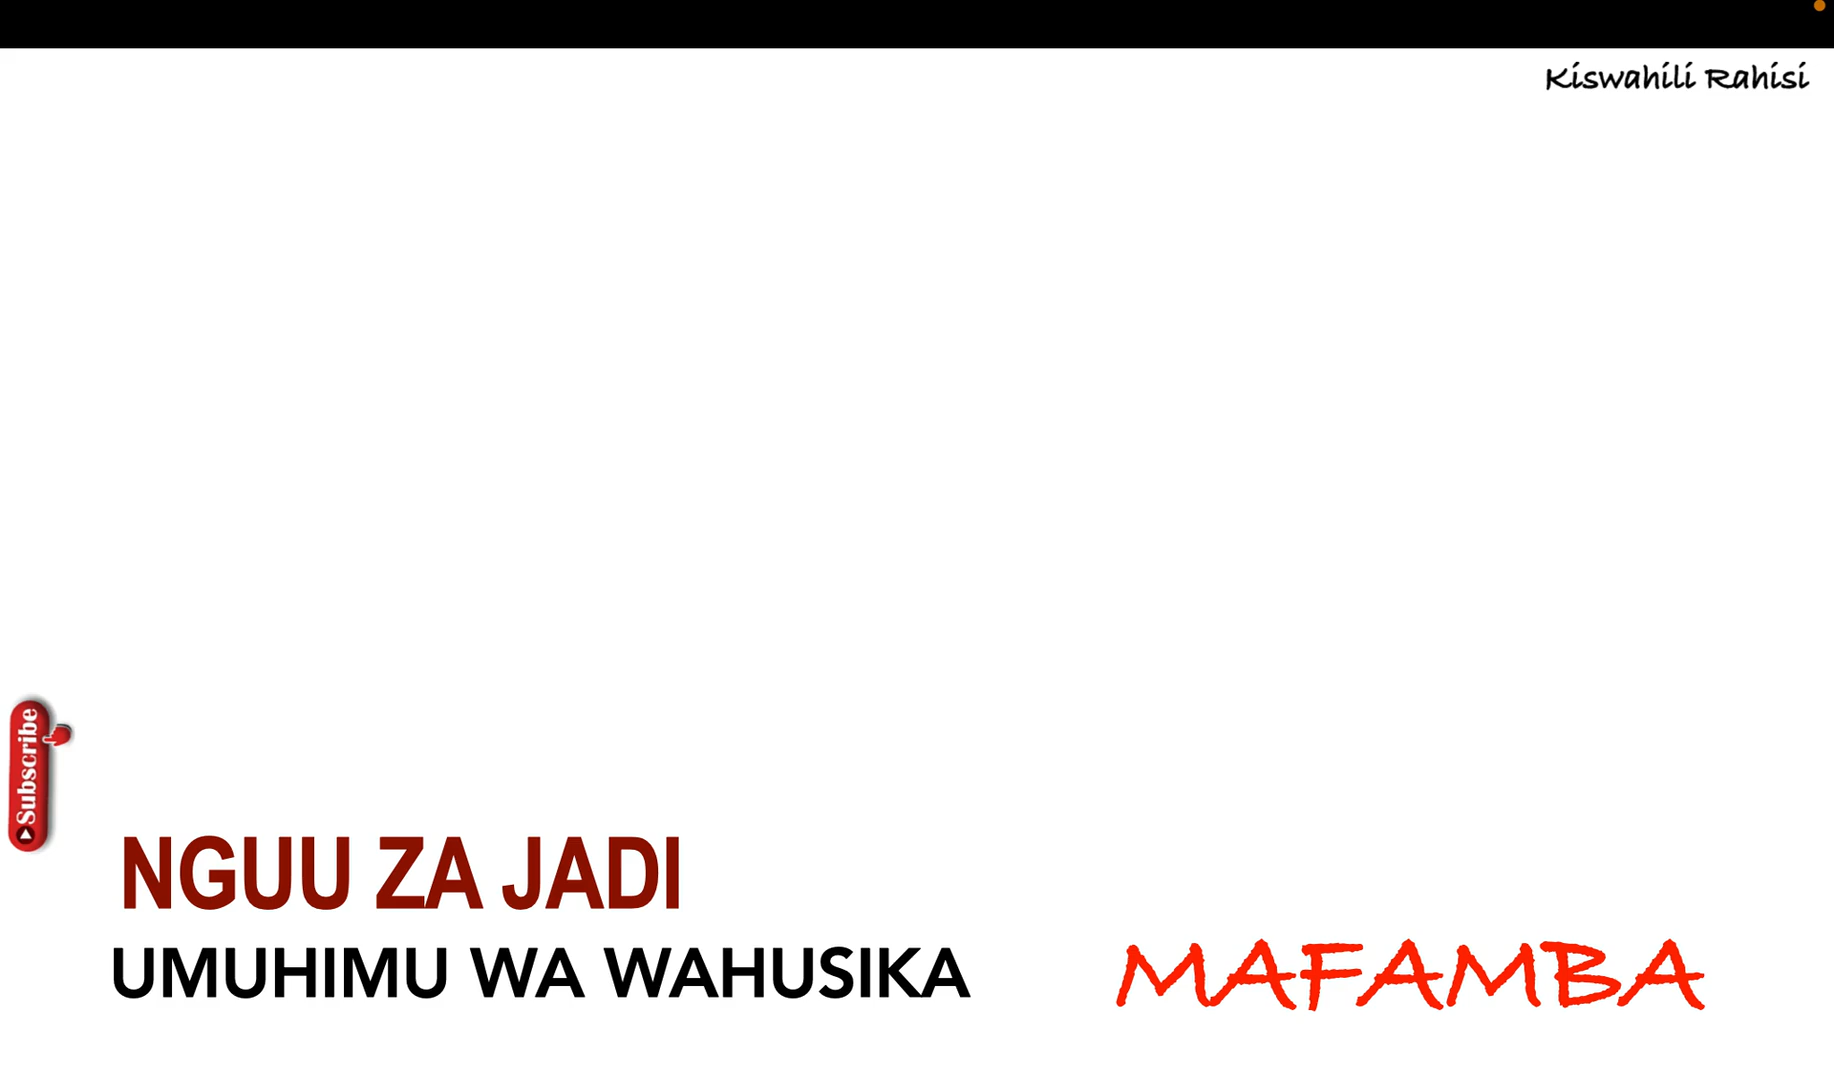 Kiswahili Rahisi
Subscribe
NGUU ZA JADI
UMUHIMU WA WAHUSIKA
MAFAMBA